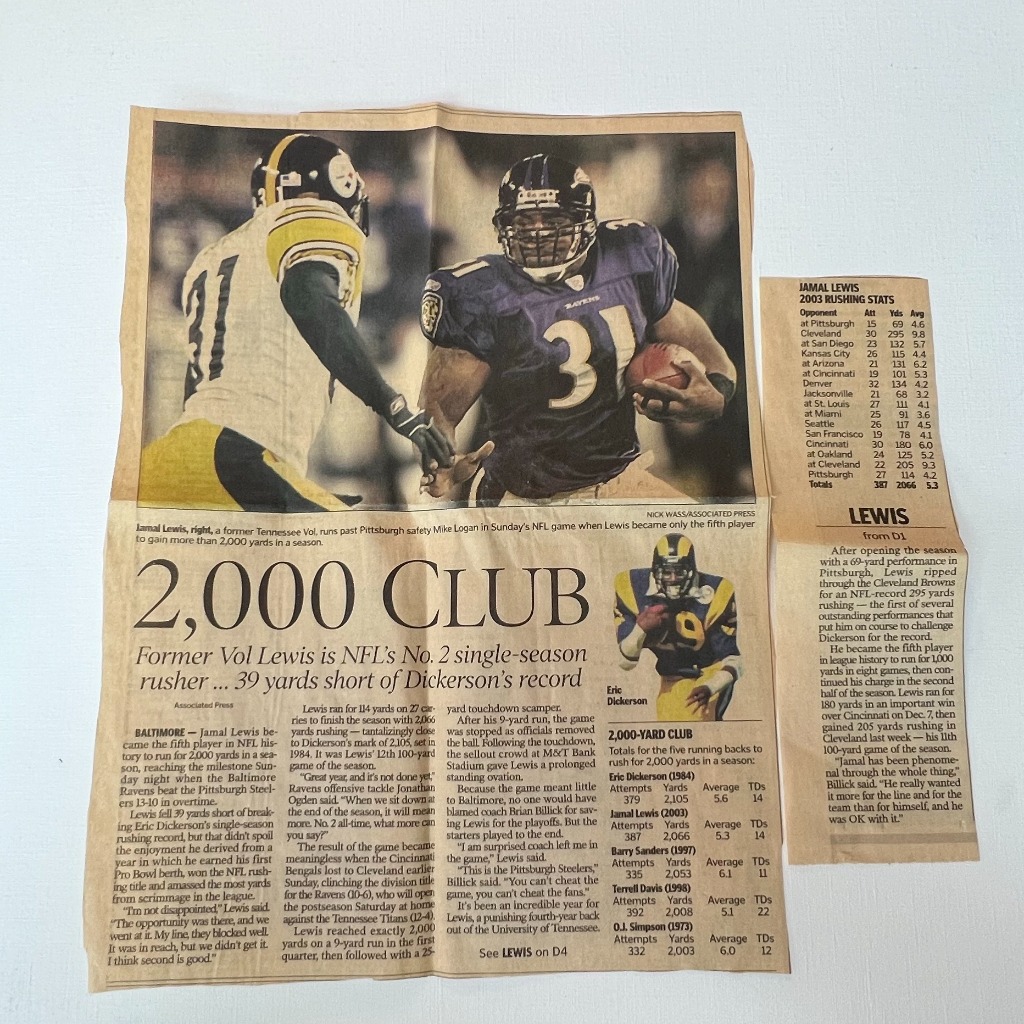 31
RAVENS
31
NICK WASS/ASSOCIATED PRESS
Jamal Lewis, right, a former Tennessee Vol, runs past Pittsburgh safety Mike Logan in Sunday's NFL game when Lewis became only the fifth player
to gain more than 2,000 yards in a season.
2,000 CLUB
Former Vol Lewis is NFL's No. 2 single-season
rusher ... 39 yards short of Dickerson's record
Associated Press
BALTIMORE — Jamal Lewis be-
came the fifth player in NFL his-
tory to run for 2,000 yards in a sea-
son, reaching the milestone Sun-
day night when the Baltimore
Ravens beat the Pittsburgh Steel-
ers 13-10 in overtime.
Lewis fell 39 yards short of break-
ing Eric Dickerson's single-season
rushing record, but that didn't spoil
the enjoyment he derived from a
year in which he earned his first
Pro Bowl berth, won the NFL rush-
ing title and amassed the most yards
from scrimmage in the league.
"I'm not disappointed," Lewis said.
"The opportunity was there, and we
went at it. My line, they blocked well.
It was in reach, but we didn't get it.
I think second is good."
Lewis ran for 114 yards on 27 car-
ries to finish the season with 2,066
yards rushing — tantalizingly close
to Dickerson's mark of 2,105, set in
1984. It was Lewis' 12th 100-yard
game of the season.
"Great year, and it's not done yet,"
Ravens offensive tackle Jonathan
Ogden said. "When we sit down at
the end of the season, it will mean
more. No. 2 all-time, what more can
you say?"
The result of the game became
meaningless when the Cincinnati
Bengals lost to Cleveland earlier
Sunday, clinching the division title
for the Ravens (10-6), who will open
the postseason Saturday at home
against the Tennessee Titans (12-4).
Lewis reached exactly 2,000
yards on a 9-yard run in the first
quarter, then followed with a 25-
yard touchdown scamper.
After his 9-yard run, the game
was stopped as officials removed
the ball. Following the touchdown,
the sellout crowd at M&T Bank
Stadium gave Lewis a prolonged
standing ovation.
Because the game meant little
to Baltimore, no one would have
blamed coach Brian Billick for sav-
ing Lewis for the playoffs. But the
starters played to the end.
"I am surprised coach left me in
the game," Lewis said.
"This is the Pittsburgh Steelers,"
Billick said. "You can't cheat the
game, you can't cheat the fans."
It's been an incredible year for
Lewis, a punishing fourth-year back
out of the University of Tennessee.
See LEWIS on D4
Eric
Dickerson
2,000-YARD CLUB
Totals for the five running backs to
rush for 2,000 yards in a season:
Eric Dickerson (1984)
Attempts Yards Average TDs
379 2,105 5.6 14
Jamal Lewis (2003)
Attempts Yards Average TDs
387 2,066 5.3 14
Barry Sanders (1997)
Attempts Yards Average TDs
335 2,053 6.1 11
Terrell Davis (1998)
Attempts Yards Average TDs
392 2,008 5.1 22
O.J. Simpson (1973)
Attempts Yards Average TDs
332 2,003 6.0 12
JAMAL LEWIS
2003 RUSHING STATS
Opponent Att Yds Avg
at Pittsburgh 15 69 4.6
Cleveland 30 295 9.8
at San Diego 23 132 5.7
Kansas City 26 115 4.4
at Arizona 21 131 6.2
at Cincinnati 19 101 5.3
Denver 32 134 4.2
Jacksonville 21 68 3.2
at St. Louis 27 111 4.1
at Miami 25 91 3.6
Seattle 26 117 4.5
San Francisco 19 78 4.1
Cincinnati 30 180 6.0
at Oakland 24 125 5.2
at Cleveland 22 205 9.3
Pittsburgh 27 114 4.2
Totals 387 2066 5.3
LEWIS
from D1
After opening the season
with a 69-yard performance in
Pittsburgh, Lewis ripped
through the Cleveland Browns
for an NFL-record 295 yards
rushing — the first of several
outstanding performances that
put him on course to challenge
Dickerson for the record.
He became the fifth player
in league history to run for 1,000
yards in eight games, then con-
tinued his charge in the second
half of the season. Lewis ran for
180 yards in an important win
over Cincinnati on Dec. 7, then
gained 205 yards rushing in
Cleveland last week — his 11th
100-yard game of the season.
"Jamal has been phenome-
nal through the whole thing,"
Billick said. "He really wanted
it more for the line and for the
team than for himself, and he
was OK with it."